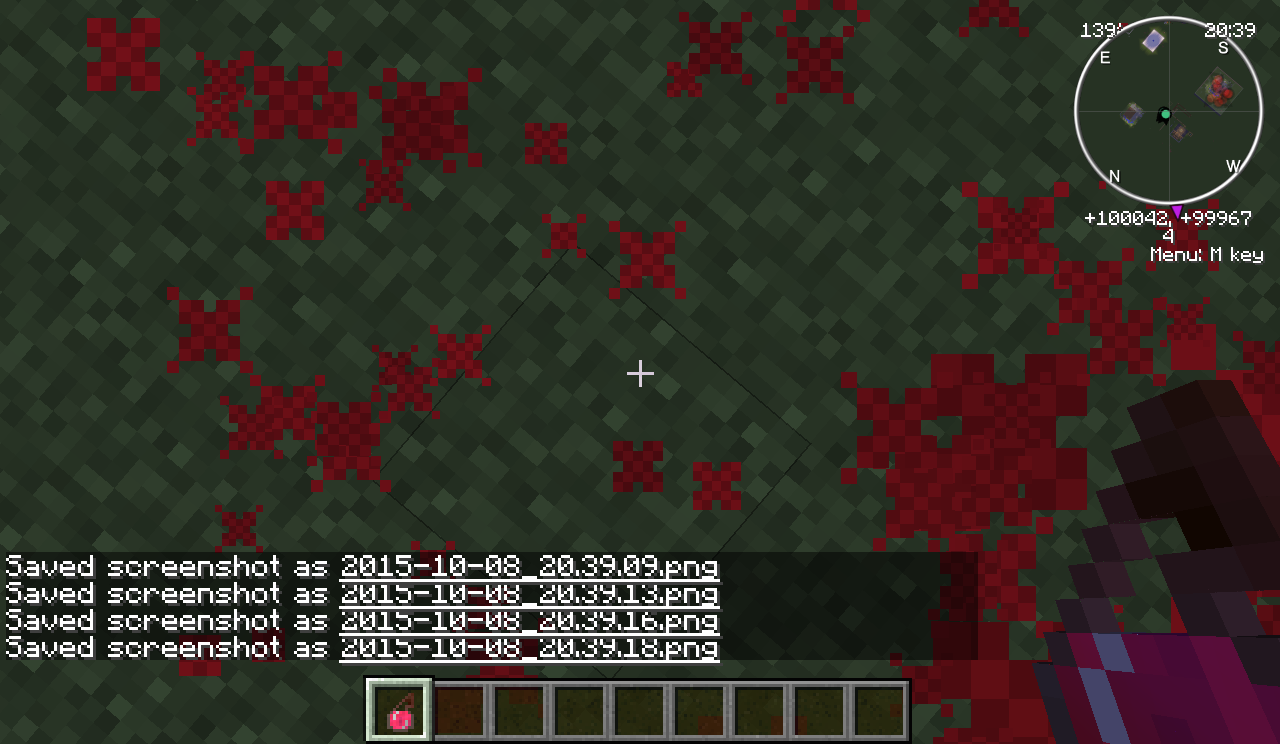 20:39
E
S
N
W
+100042, +99967
4
Menu: M key
Saved screenshot as 2015-10-08_20.39.09.png
Saved screenshot as 2015-10-08_20.39.13.png
Saved screenshot as 2015-10-08_20.39.16.png
Saved screenshot as 2015-10-08_20.39.18.png